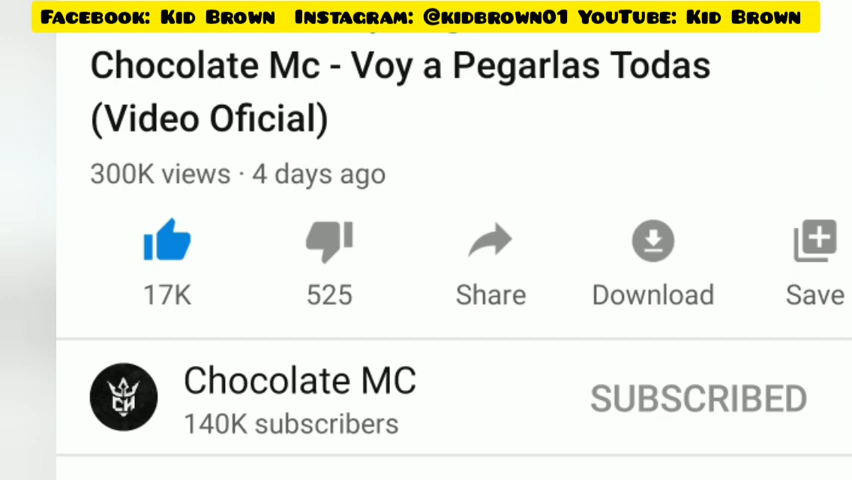 Facebook: Kid Brown Instagram: @kidbrown01 YouTube: Kid Brown
Chocolate Mc - Voy a Pegarlas Todas
(Video Oficial)
300K views · 4 days ago
17K 525 Share Download Save
CH
Chocolate MC
140K subscribers
SUBSCRIBED